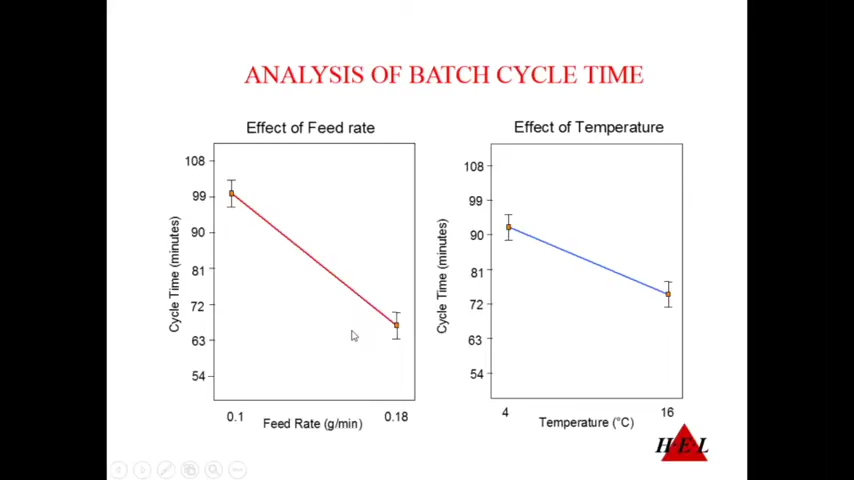 ANALYSIS OF BATCH CYCLE TIME
Effect of Feed rate
108
99
90
81
72
63
54
Cycle Time (minutes)
0.1
0.18
Feed Rate (g/min)
Effect of Temperature
108
99
90
81
72
63
54
Cycle Time (minutes)
4
16
Temperature (°C)
H·E·L